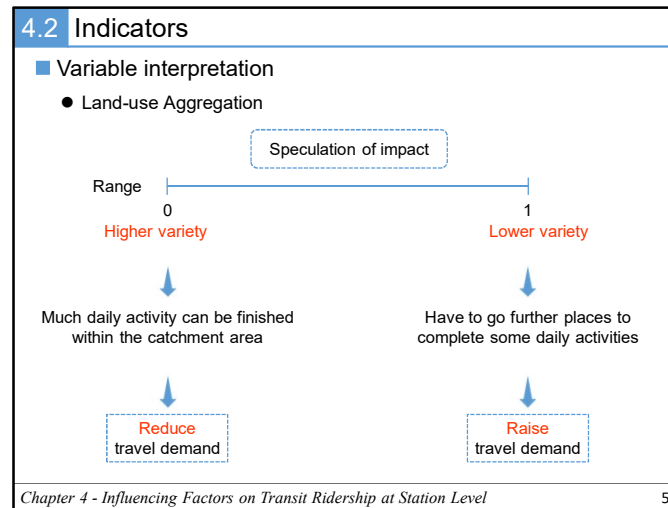 4.2 Indicators
Variable interpretation
Land-use Aggregation
Speculation of impact
Range
0 1
Higher variety Lower variety
Much daily activity can be finished
within the catchment area
Have to go further places to
complete some daily activities
Reduce
travel demand
Raise
travel demand
Chapter 4 - Influencing Factors on Transit Ridership at Station Level 5